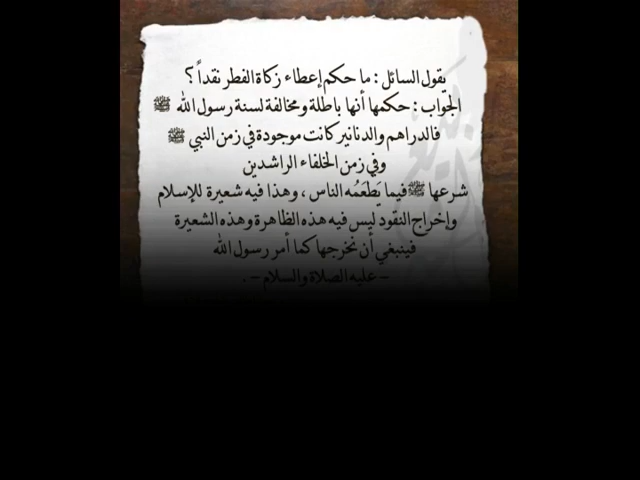 يقول السائل : ما حكم إعطاء زكاة الفطر نقداً ؟
الجواب : حكمها أنها باطلة ومخالفة لسنة رسول الله ﷺ
فالدراهم والدنانير كانت موجودة في زمن النبي ﷺ
وفي زمن الخلفاء الراشدين
شرعها ﷺ فيما يَطْعَمُه الناس ، وهذا فيه شعيرة للإسلام
وإخراج النقود ليس فيه هذه الظاهرة وهذه الشعيرة
فينبغي أن نخرجها كما أمر رسول الله
– عليه الصلاة والسلام – .